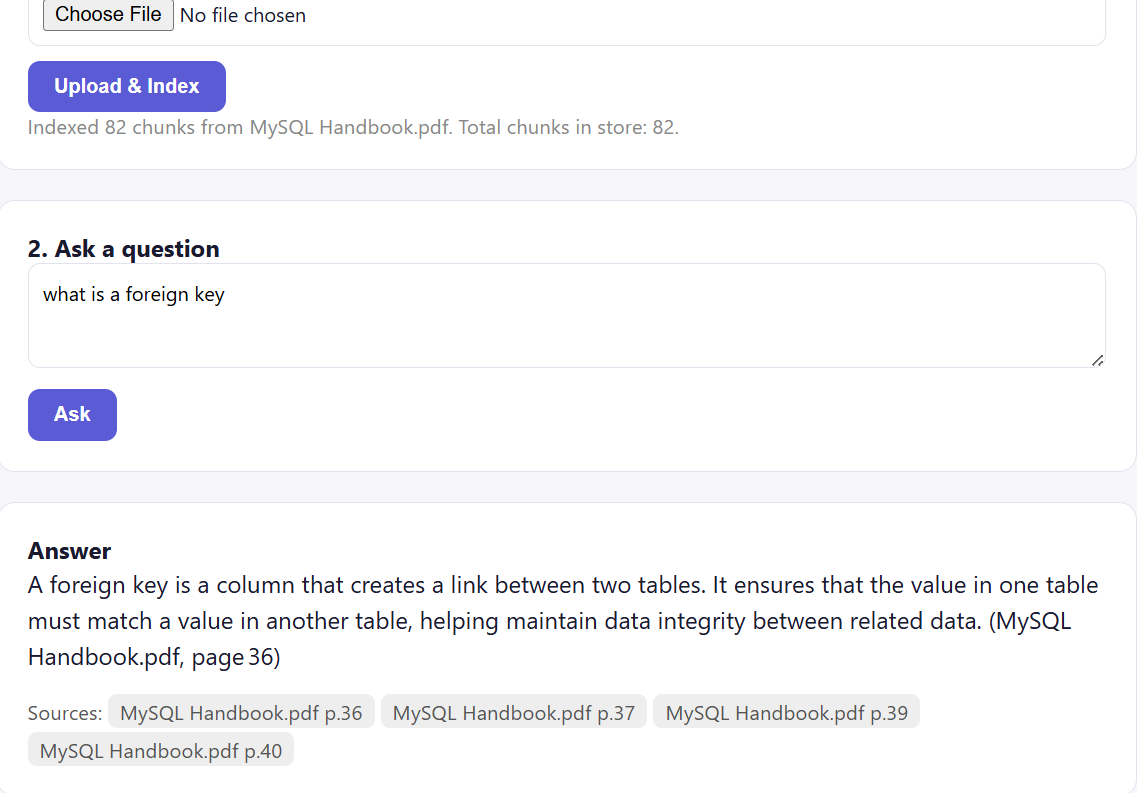 Choose File No file chosen
Upload & Index
Indexed 82 chunks from MySQL Handbook.pdf. Total chunks in store: 82.
2. Ask a question
what is a foreign key
Ask
Answer
A foreign key is a column that creates a link between two tables. It ensures that the value in one table
must match a value in another table, helping maintain data integrity between related data. (MySQL
Handbook.pdf, page 36)
Sources: MySQL Handbook.pdf p.36 MySQL Handbook.pdf p.37 MySQL Handbook.pdf p.39
MySQL Handbook.pdf p.40